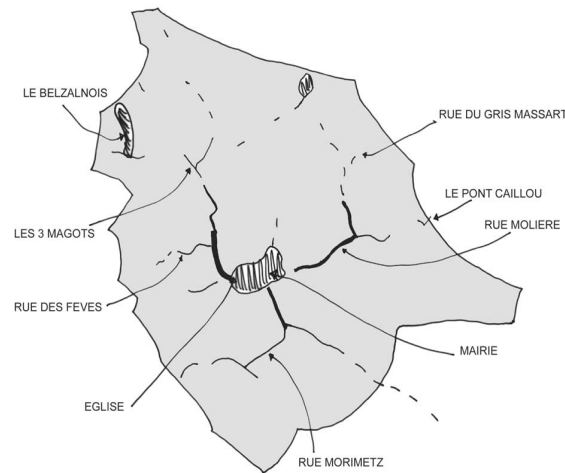 LE BELZALNOIS
RUE DU GRIS MASSART
LE PONT CAILLOU
RUE MOLIERE
LES 3 MAGOTS
RUE DES FEVES
MAIRIE
EGLISE
RUE MORIMETZ